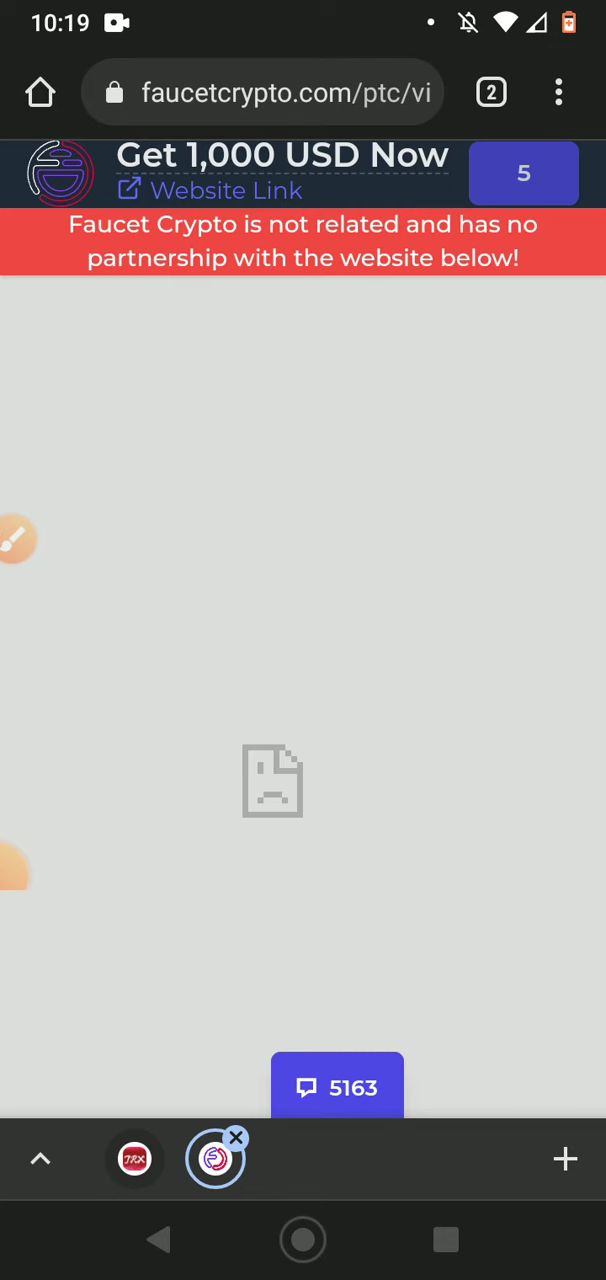 10:19
faucetcrypto.com/ptc/vi
2
Get 1,000 USD Now
5
Website Link
Faucet Crypto is not related and has no
partnership with the website below!
5163
TRX